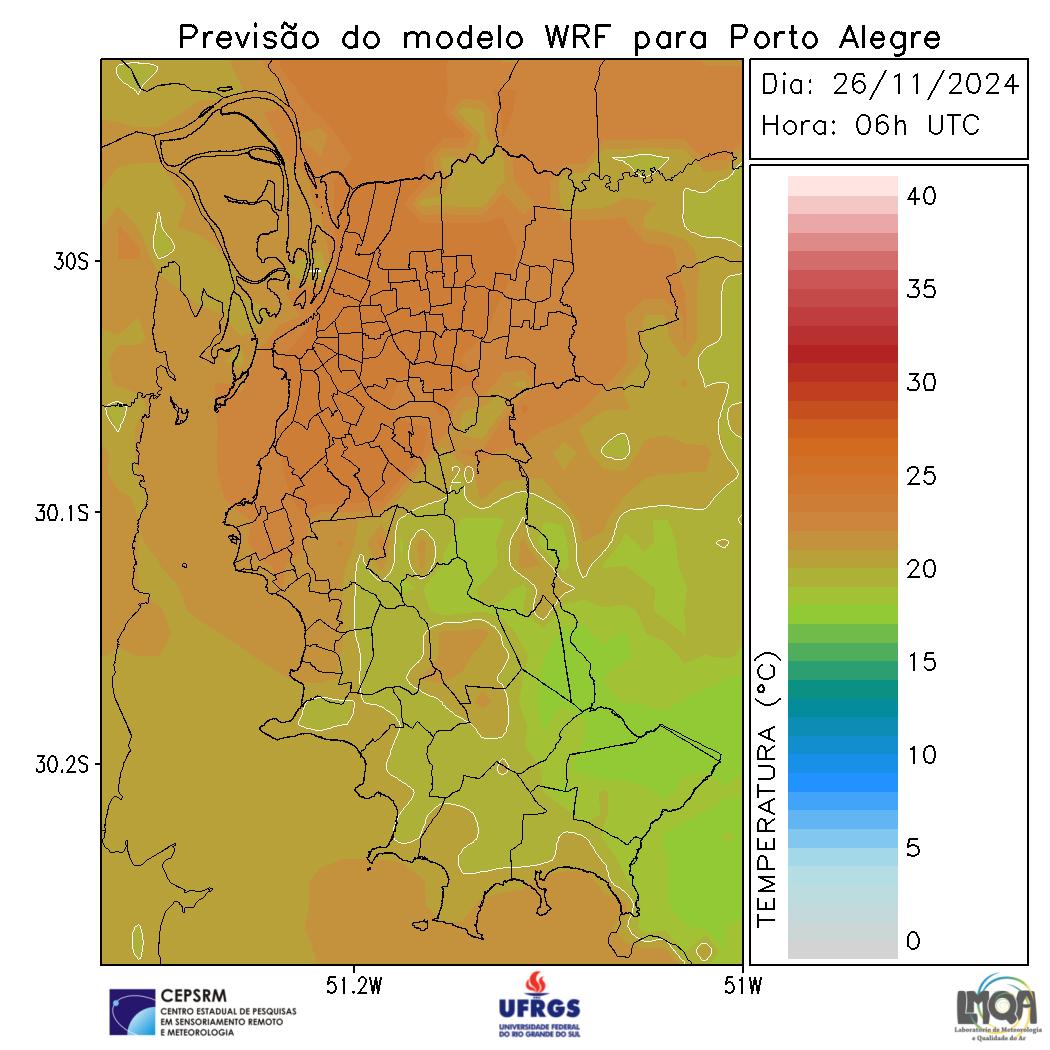 Previsão do modelo WRF para Porto Alegre
Dia: 26/11/2024
Hora: 06h UTC
30S
30.1S
30.2S
51.2W
51W
20
40
35
30
25
20
15
10
5
0
TEMPERATURA (°C)
CEPSRM
CENTRO ESTADUAL DE PESQUISAS
EM SENSORIAMENTO REMOTO
E METEOROLOGIA
UFRGS
UNIVERSIDADE FEDERAL
DO RIO GRANDE DO SUL
LMQA
Laboratório de Meteorologia
e Qualidade do Ar